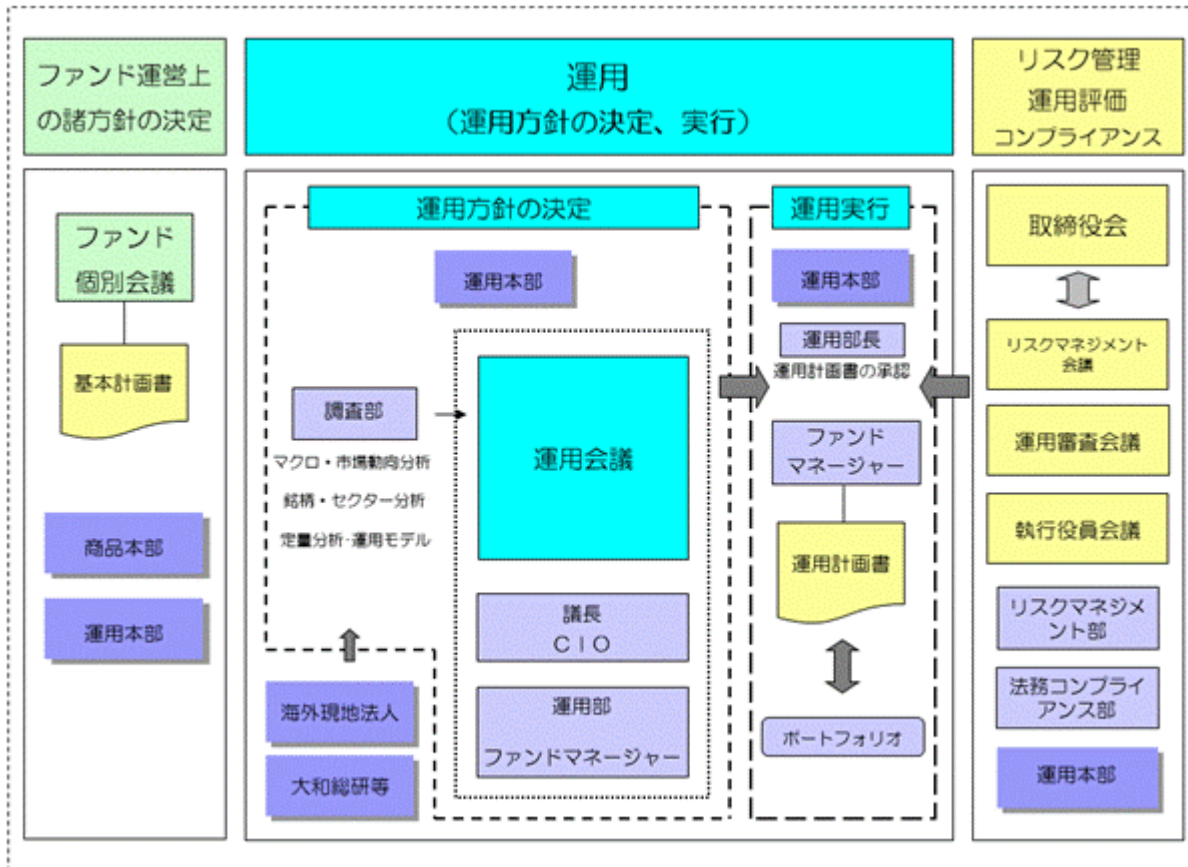 ファンド運営上
の諸方針の決定
運用
（運用方針の決定、実行）
リスク管理
運用評価
コンプライアンス
ファンド
個別会議
基本計画書
商品本部
運用本部
運用方針の決定
運用本部
調査部
マクロ・市場動向分析
銘柄・セクター分析
定量分析・運用モデル
運用会議
議長
ＣＩＯ
運用部
ファンドマネージャー
海外現地法人
大和総研等
運用実行
運用本部
運用部長
運用計画書の承認
ファンド
マネージャー
運用計画書
ポートフォリオ
取締役会
リスクマネジメント
会議
運用審査会議
執行役員会議
リスクマネジメ
ント部
法務コンプライ
アンス部
運用本部